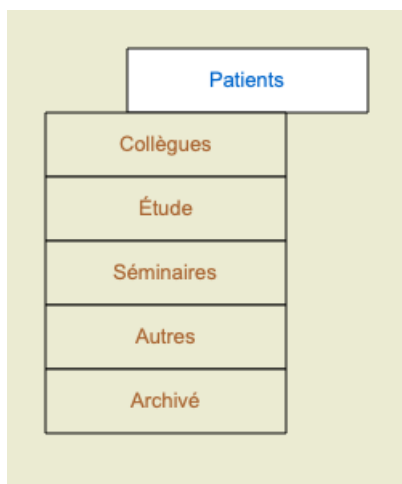 Patients
Collègues
Étude
Séminaires
Autres
Archivé